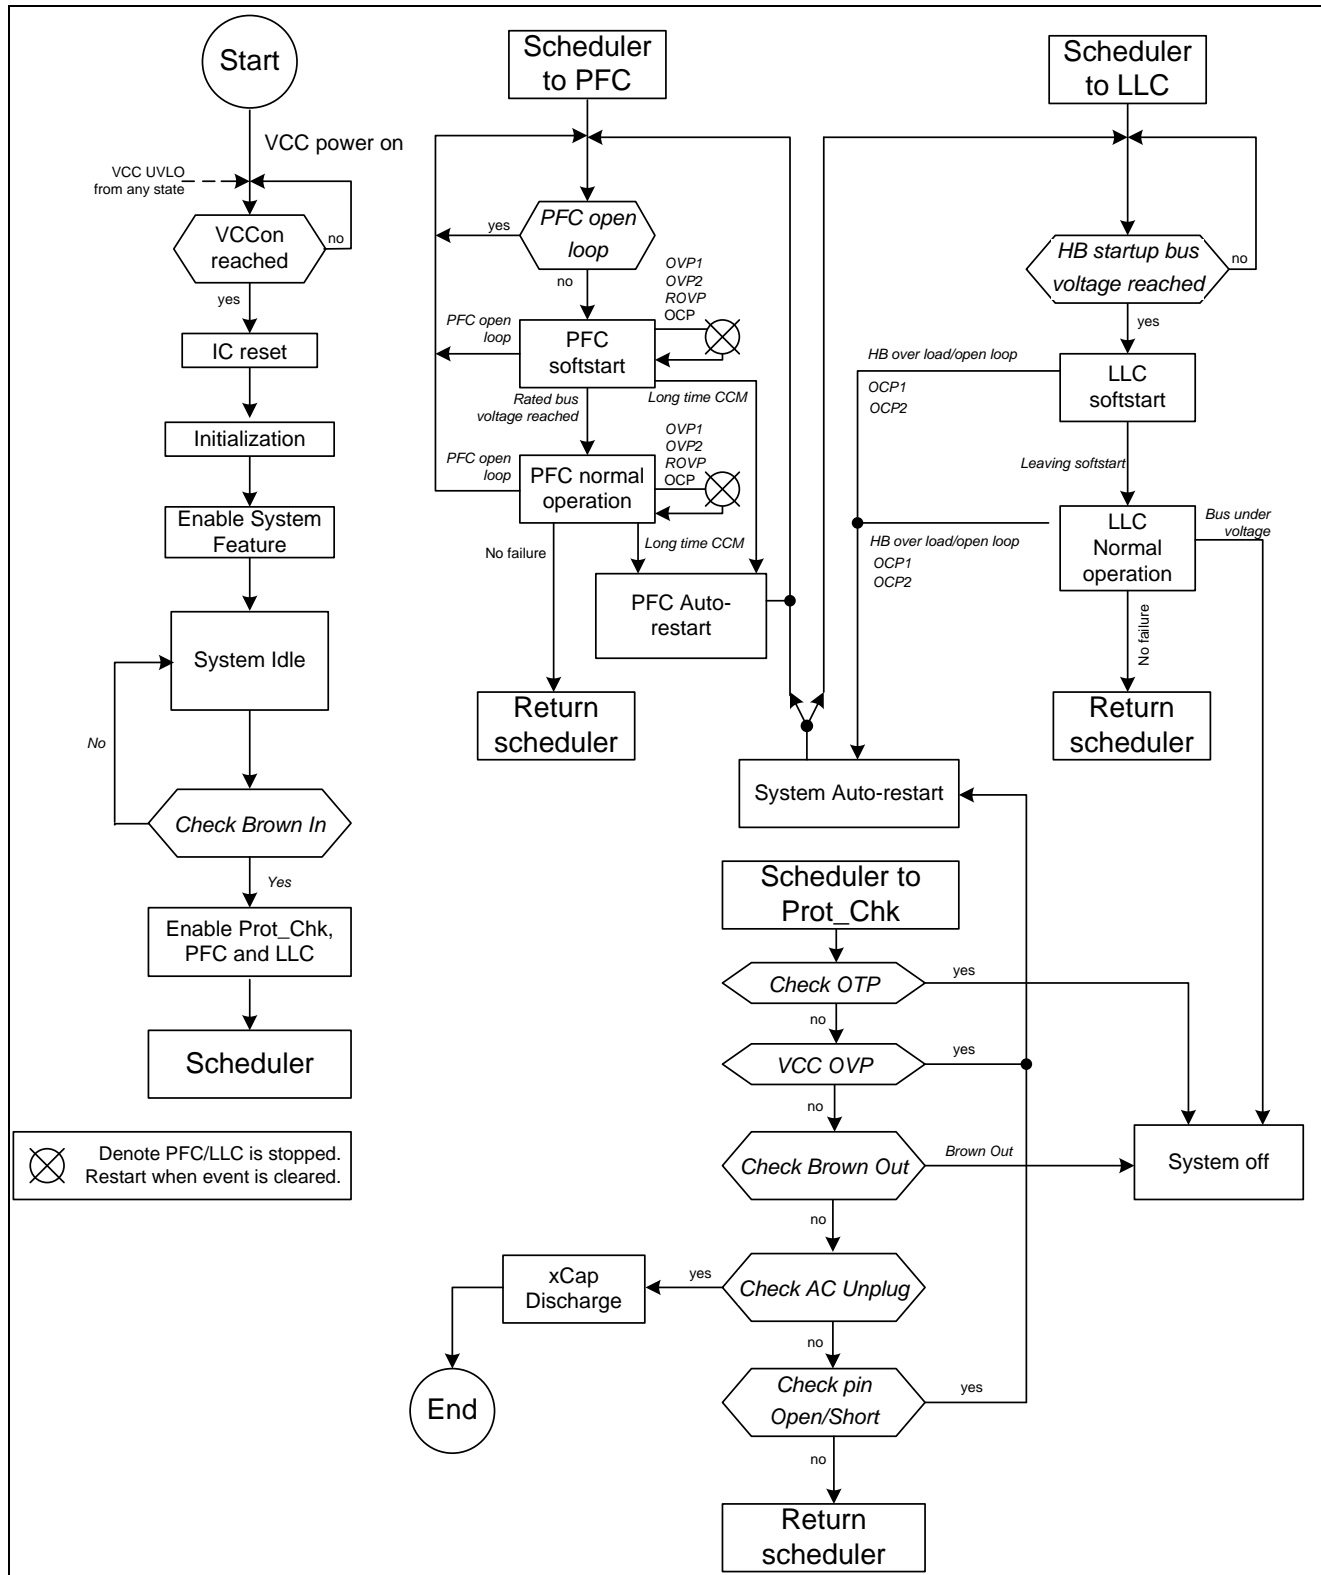 Start
VCC power on
VCC UVLO
from any state
VCCon
reached
no
yes
IC reset
Initialization
Enable System
Feature
System Idle
No
Check Brown In
Yes
Enable Prot_Chk,
PFC and LLC
Scheduler
Denote PFC/LLC is stopped.
Restart when event is cleared.
Scheduler
to PFC
PFC open
loop
yes
no
OVP1
OVP2
ROVP
OCP
PFC open
loop
PFC
softstart
Rated bus
voltage reached
Long time CCM
OVP1
OVP2
ROVP
OCP
PFC open
loop
PFC normal
operation
No failure
Long time CCM
PFC Auto-
restart
Return
scheduler
Scheduler
to LLC
HB startup bus
voltage reached
no
yes
HB over load/open loop
OCP1
OCP2
LLC
softstart
Leaving softstart
HB over load/open loop
OCP1
OCP2
LLC
Normal
operation
Bus under
voltage
No failure
Return
scheduler
System Auto-restart
Scheduler to
Prot_Chk
Check OTP
yes
no
VCC OVP
yes
no
Check Brown Out
Brown Out
System off
no
Check AC Unplug
yes
xCap
Discharge
End
no
Check pin
Open/Short
yes
no
Return
scheduler